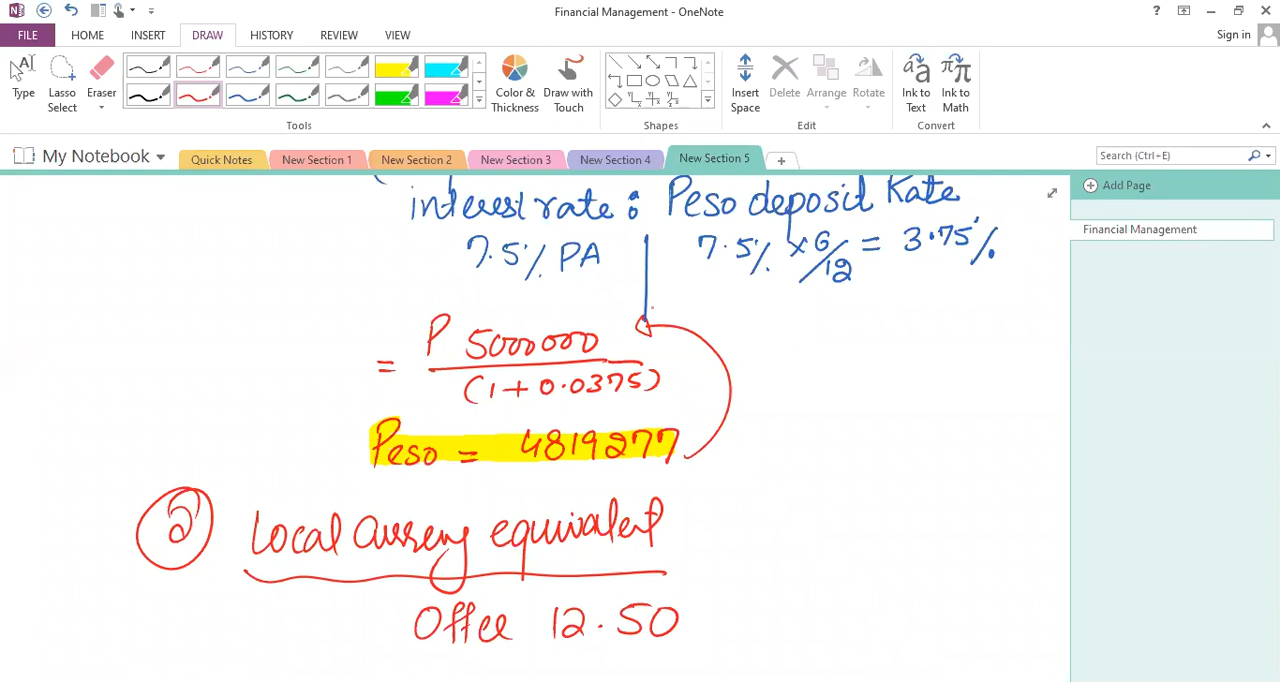 Financial Management - OneNote
FILE HOME INSERT DRAW HISTORY REVIEW VIEW Sign in
Type Lasso Select Eraser Color & Thickness Draw with Touch Insert Space Delete Arrange Rotate Ink to Text Ink to Math
Tools Shapes Edit Convert
My Notebook Quick Notes New Section 1 New Section 2 New Section 3 New Section 4 New Section 5 Search (Ctrl+E)
Add Page
Financial Management
interest rate : Peso deposit Rate
7.5% PA 7.5% x 6/12 = 3.75%
= P 5000000
(1 + 0.0375)
Peso = 4819277
2 Local Currency equivalent
Offer 12.50